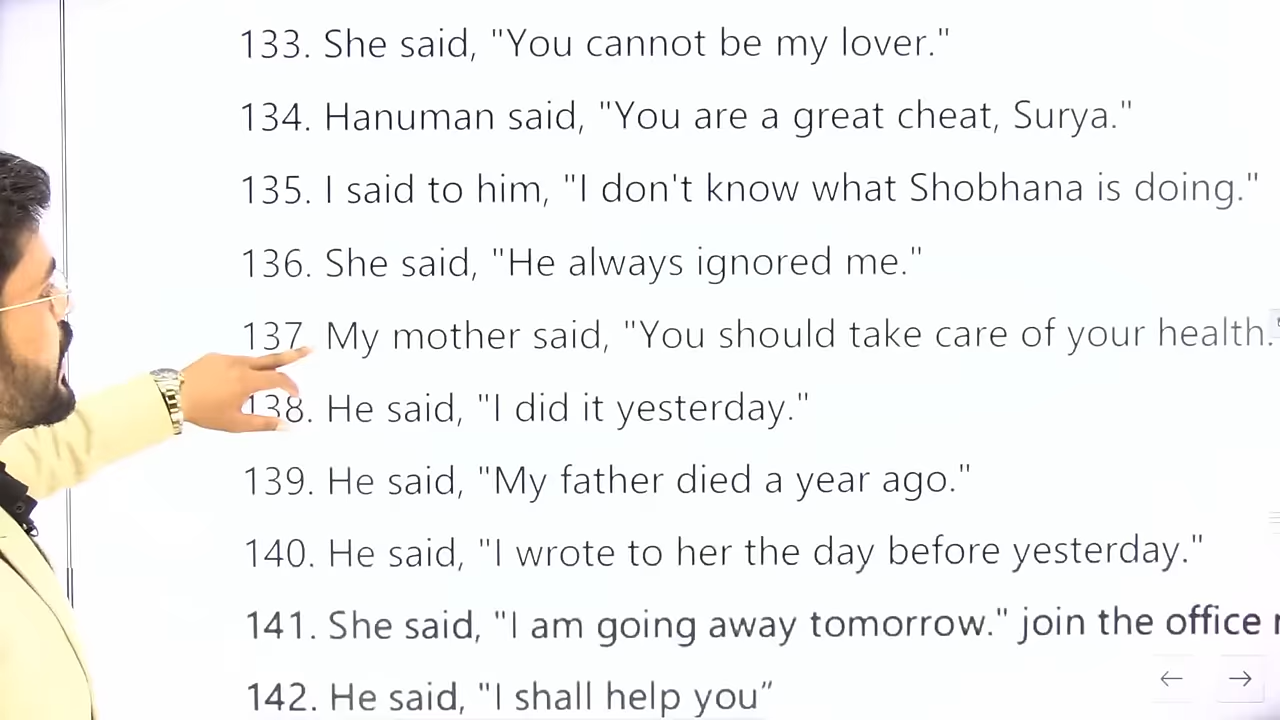 133. She said, "You cannot be my lover."
134. Hanuman said, "You are a great cheat, Surya."
135. I said to him, "I don't know what Shobhana is doing."
136. She said, "He always ignored me."
137. My mother said, "You should take care of your health.
138. He said, "I did it yesterday."
139. He said, "My father died a year ago."
140. He said, "I wrote to her the day before yesterday."
141. She said, "I am going away tomorrow." join the office
142. He said, "I shall help you”